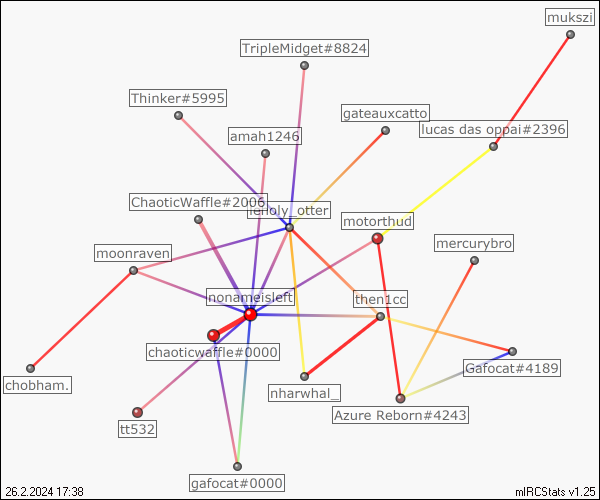 mukszi
TripleMidget#8824
Thinker#5995
gateauxcatto
lucas das oppai#2396
amah1246
ChaoticWaffle#2006
motorthud
mercurybro
moonraven
nonameisleft
then1cc
chaoticwaffle#0000
Gafocat#4189
chobham.
nharwhal_
Azure Reborn#4243
tt532
gafocat#0000
26.2.2024 17:38
mIRCStats v1.25